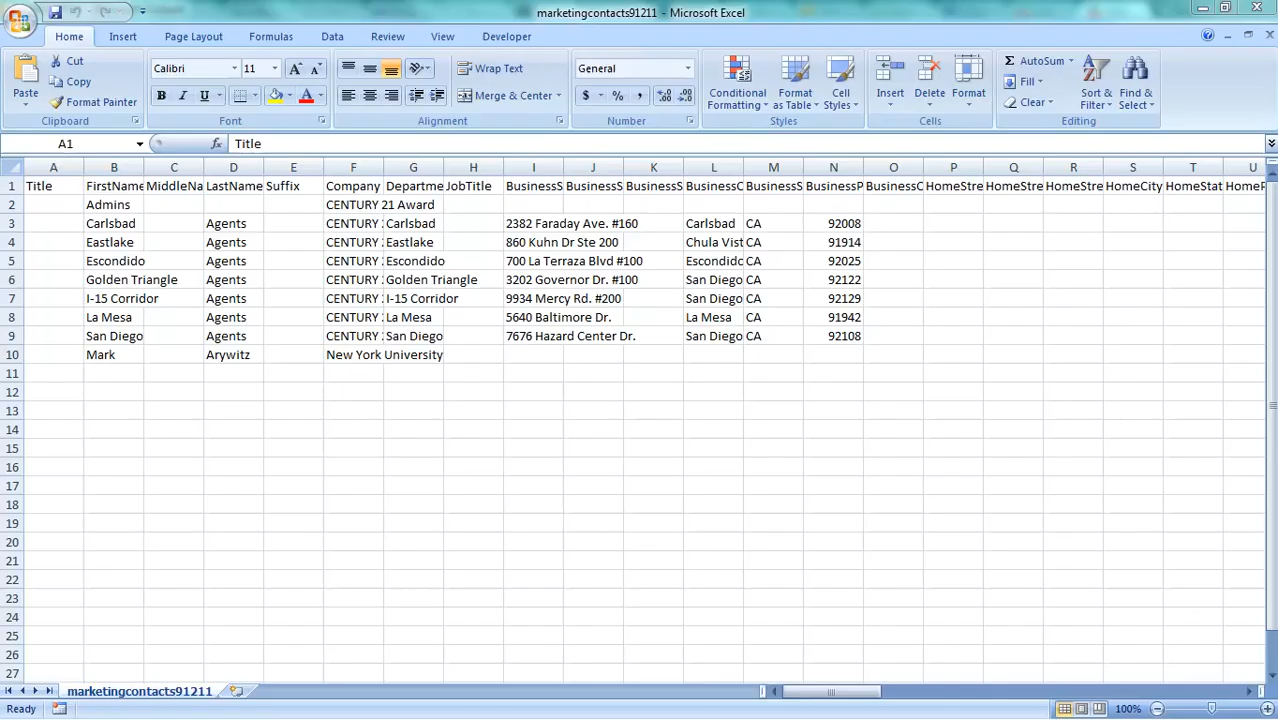 marketingcontacts91211 - Microsoft Excel
Home Insert Page Layout Formulas Data Review View Developer
Paste Cut Copy Format Painter Clipboard
Calibri 11 B I U A Font
Wrap Text Merge & Center Alignment
General $ % , Number
Conditional Formatting Format as Table Cell Styles Styles
Insert Delete Format Cells
Σ AutoSum Fill Clear Sort & Filter Find & Select Editing
A1 fx Title
A B C D E F G H I J K L M N O P Q R S T U
1 Title FirstName MiddleNa LastName Suffix Company Departme JobTitle BusinessS BusinessS BusinessS BusinessC BusinessS BusinessP BusinessC HomeStre HomeStre HomeStre HomeCity HomeStat HomeP
2 Admins CENTURY 21 Award
3 Carlsbad Agents CENTURY Carlsbad 2382 Faraday Ave. #160 Carlsbad CA 92008
4 Eastlake Agents CENTURY Eastlake 860 Kuhn Dr Ste 200 Chula Vist CA 91914
5 Escondido Agents CENTURY Escondido 700 La Terraza Blvd #100 Escondido CA 92025
6 Golden Triangle Agents CENTURY Golden Triangle 3202 Governor Dr. #100 San Diego CA 92122
7 I-15 Corridor Agents CENTURY I-15 Corridor 9934 Mercy Rd. #200 San Diego CA 92129
8 La Mesa Agents CENTURY La Mesa 5640 Baltimore Dr. La Mesa CA 91942
9 San Diego Agents CENTURY San Diego 7676 Hazard Center Dr. San Diego CA 92108
10 Mark Arywitz New York University
11
12
13
14
15
16
17
18
19
20
21
22
23
24
25
26
27
marketingcontacts91211
Ready 100%